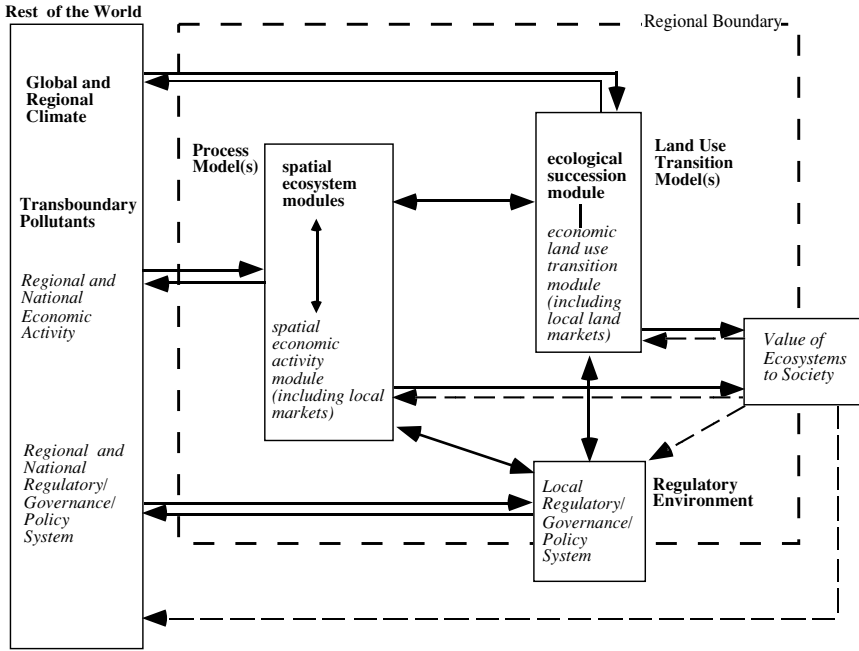 Rest of the World
Regional Boundary
Global and
Regional
Climate
Transboundary
Pollutants
Regional and
National
Economic
Activity
Regional and
National
Regulatory/
Governance/
Policy
System
Process
Model(s)
spatial
ecosystem
modules
spatial
economic
activity
module
(including local
markets)
ecological
succession
module
economic
land use
transition
module
(including
local land
markets)
Land Use
Transition
Model(s)
Value of
Ecosystems
to Society
Local
Regulatory/
Governance/
Policy
System
Regulatory
Environment